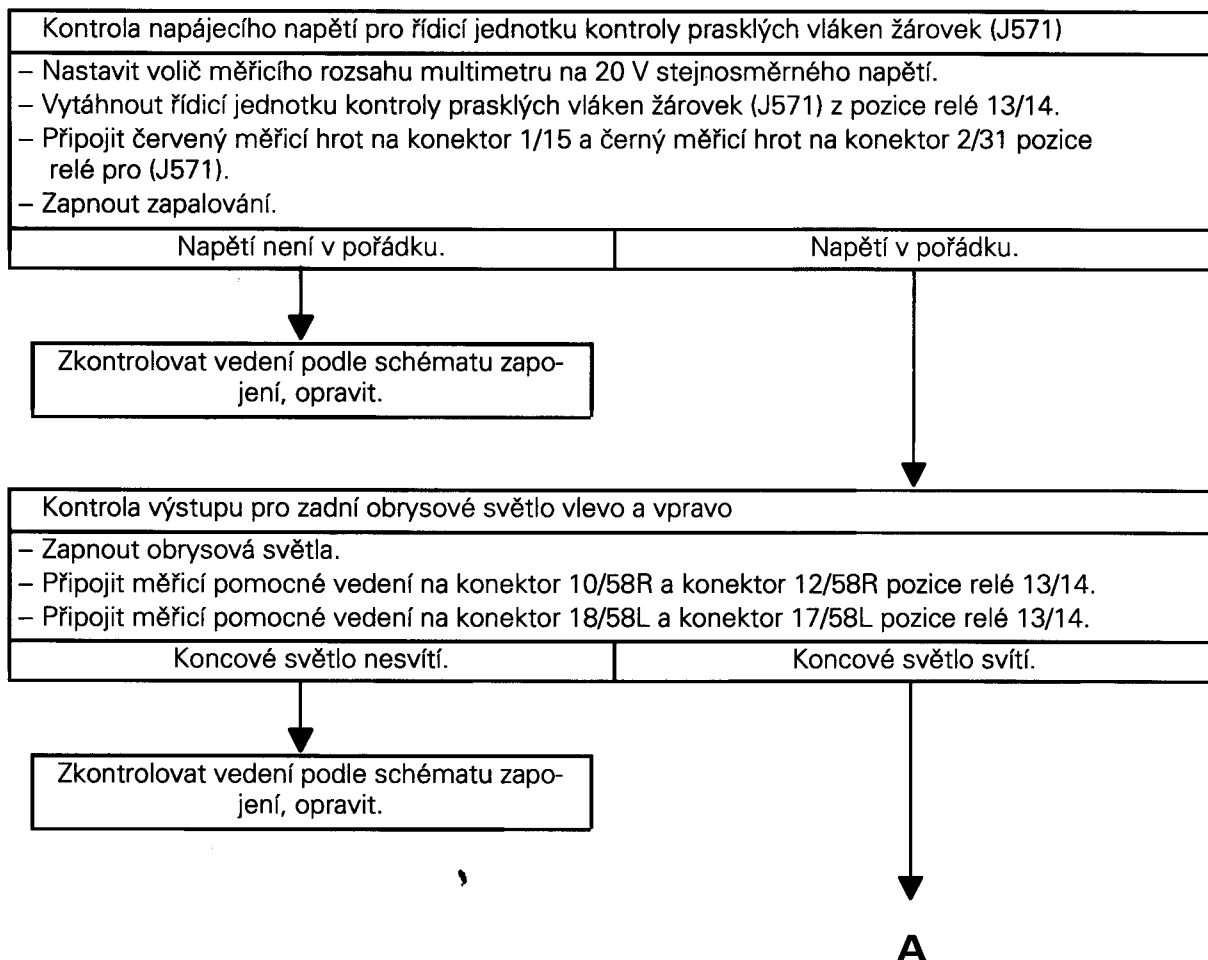 Kontrola napájecího napětí pro řídicí jednotku kontroly prasklých vláken žárovek (J571)
– Nastavit volič měřicího rozsahu multimetru na 20 V stejnosměrného napětí.
– Vytáhnout řídicí jednotku kontroly prasklých vláken žárovek (J571) z pozice relé 13/14.
– Připojit červený měřicí hrot na konektor 1/15 a černý měřicí hrot na konektor 2/31 pozice
relé pro (J571).
– Zapnout zapalování.
Napětí není v pořádku.
Napětí v pořádku.
Zkontrolovat vedení podle schématu zapo-
jení, opravit.
Kontrola výstupu pro zadní obrysové světlo vlevo a vpravo
– Zapnout obrysová světla.
– Připojit měřicí pomocné vedení na konektor 10/58R a konektor 12/58R pozice relé 13/14.
– Připojit měřicí pomocné vedení na konektor 18/58L a konektor 17/58L pozice relé 13/14.
Koncové světlo nesvítí.
Koncové světlo svítí.
Zkontrolovat vedení podle schématu zapo-
jení, opravit.
A